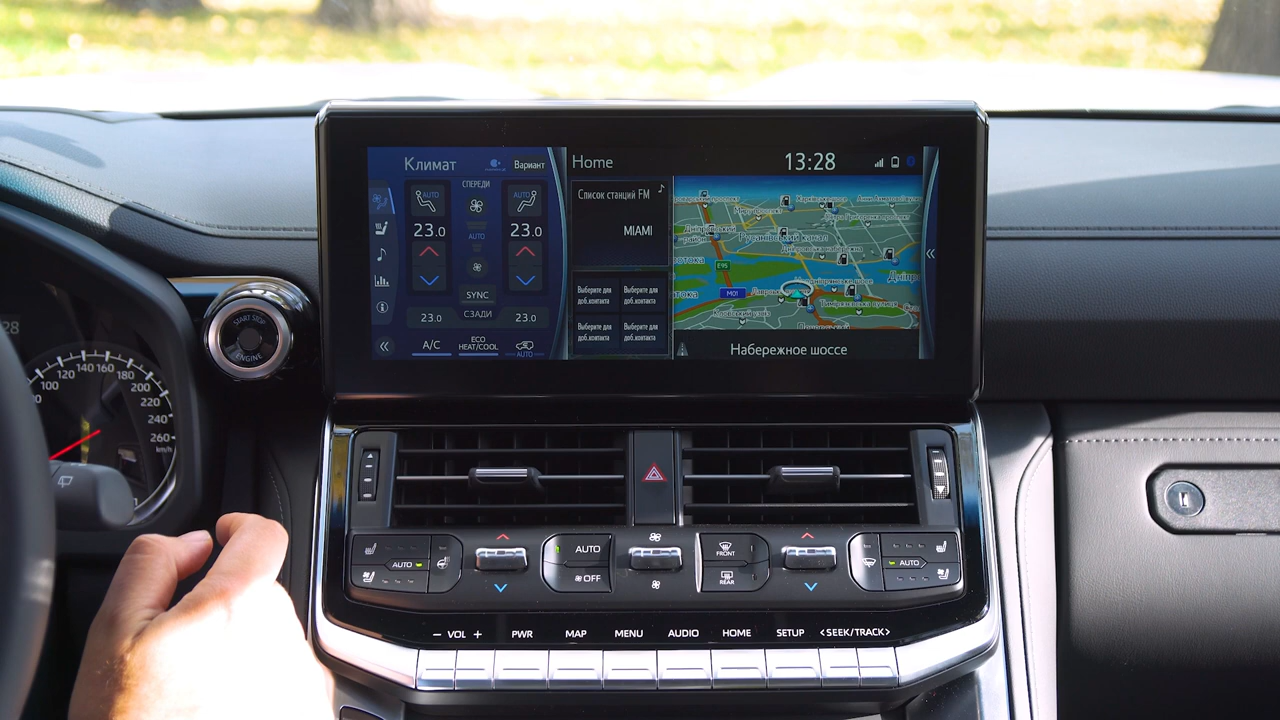 Климат
Вариант
Home
13:28
СПЕРЕДИ
AUTO
AUTO
Список станций FM
23.0
23.0
MIAMI
AUTO
SYNC
Выберите для
доб.контакта
Выберите для
доб.контакта
СЗАДИ
23.0
23.0
Выберите для
доб.контакта
Выберите для
доб.контакта
A/C
ECO
HEAT/COOL
AUTO
Русанівський канал
E95
M01
Дніпро
Набережное шоссе
START STOP
ENGINE
28
100
120
140
160
180
200
220
240
260
km/h
AUTO
AUTO
OFF
FRONT
REAR
AUTO
− VOL +
PWR
MAP
MENU
AUDIO
HOME
SETUP
<SEEK/TRACK>